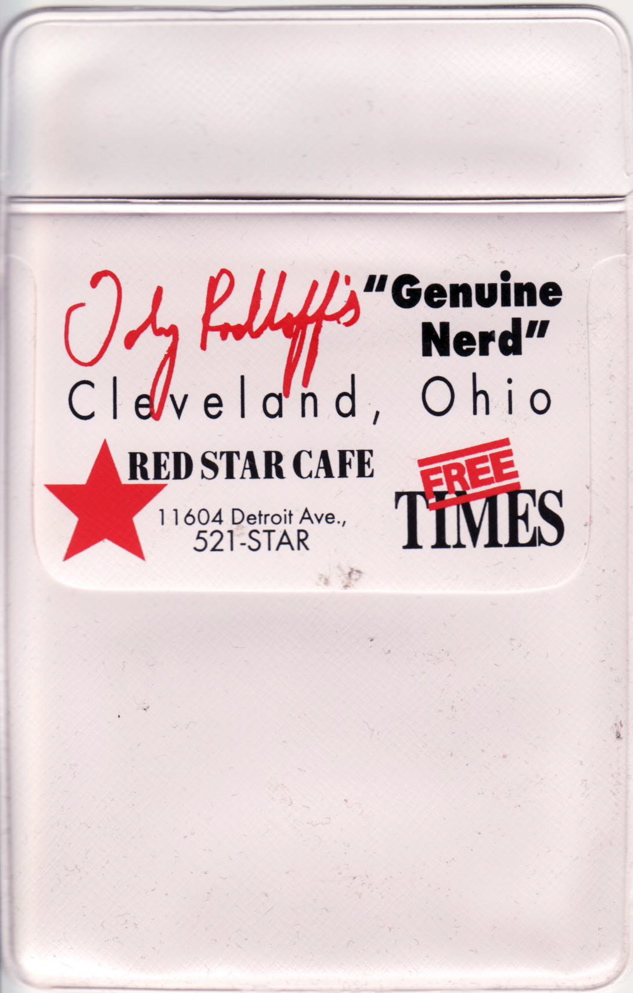 Toby Radloff's "Genuine
Nerd"
Cleveland, Ohio
RED STAR CAFE
11604 Detroit Ave.,
521-STAR
FREE
TIMES